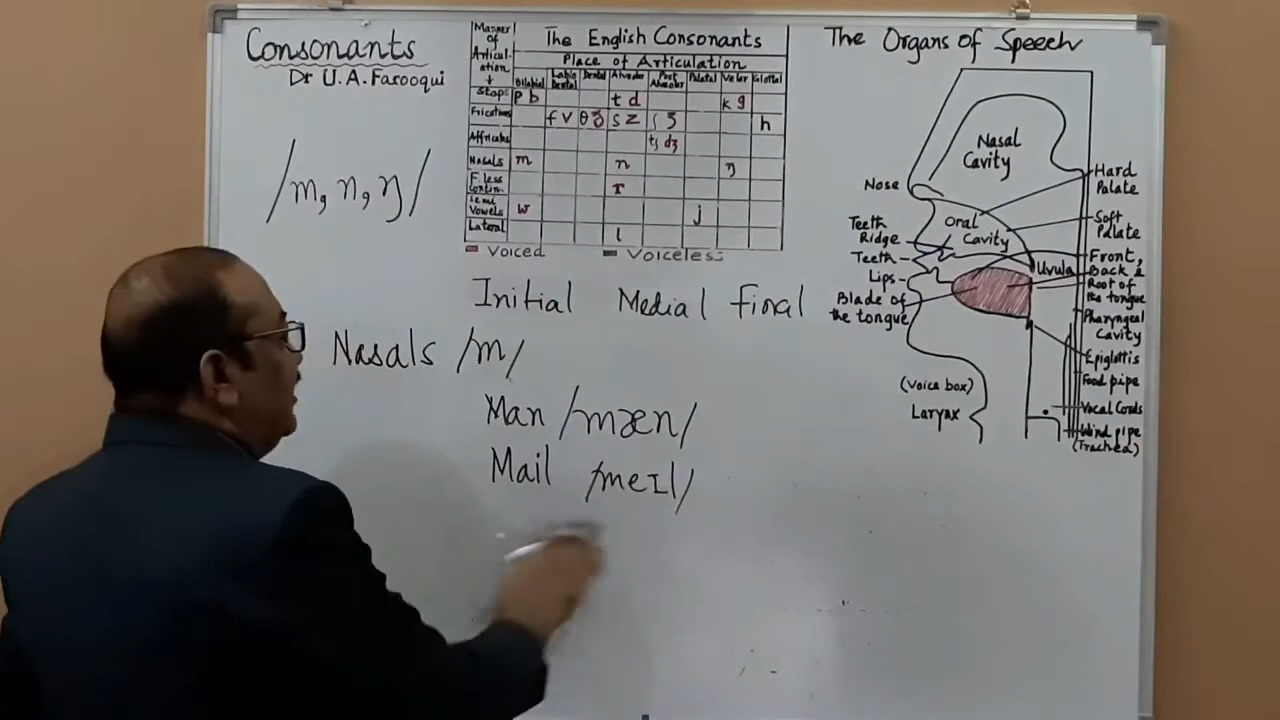 Consonants
Dr U. A. Farooqui
/m, n, ŋ/
Manner of Articulation ↓
The English Consonants
Place of Articulation
Bilabial Labio Dental Dental Alveolar Post Alveolar Palatal Velar Glottal
Stops p b t d k g
Fricatives f v θ ʒ s z ʃ ʒ h
Affricates tʃ dʒ
Nasals m n ŋ
F.less Contin. r
Semi Vowels w j
Lateral l
Voiced Voiceless
Initial Medial Final
Nasals /m/
Man /mæn/
Mail /meɪl/
The Organs of Speech
Nasal Cavity
Nose
Hard Palate
Oral Cavity
Soft Palate
Teeth Ridge
Teeth
Lips
Blade of the tongue
Uvula
Front, Back & Root of the tongue
Pharyngeal Cavity
Epiglottis
Food pipe
(Voice box)
Larynx
Vocal Cords
Wind pipe
(Trachea)